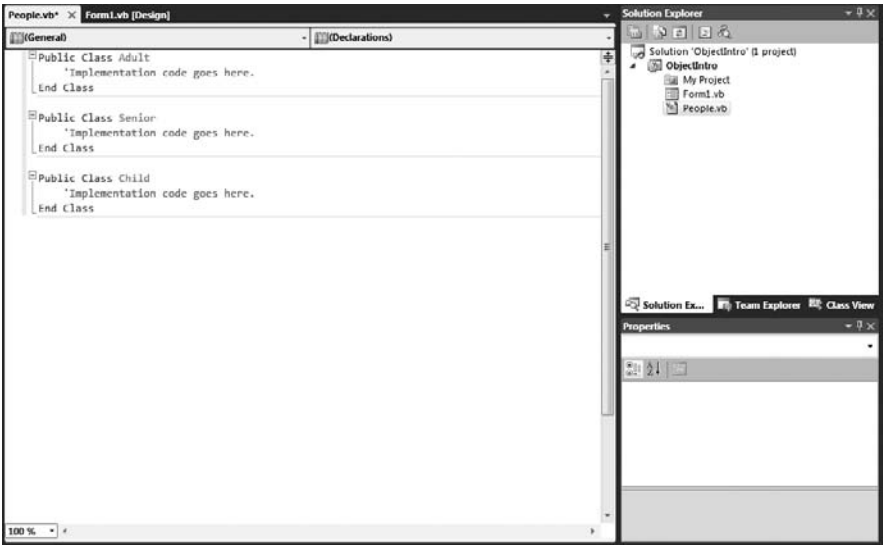 People.vb* × Form1.vb [Design]
(General)
(Declarations)
Public Class Adult
'Implementation code goes here.
End Class
Public Class Senior
'Implementation code goes here.
End Class
Public Class Child
'Implementation code goes here.
End Class
100 %
Solution Explorer
Solution 'ObjectIntro' (1 project)
ObjectIntro
My Project
Form1.vb
People.vb
Solution Ex... Team Explorer Class View
Properties